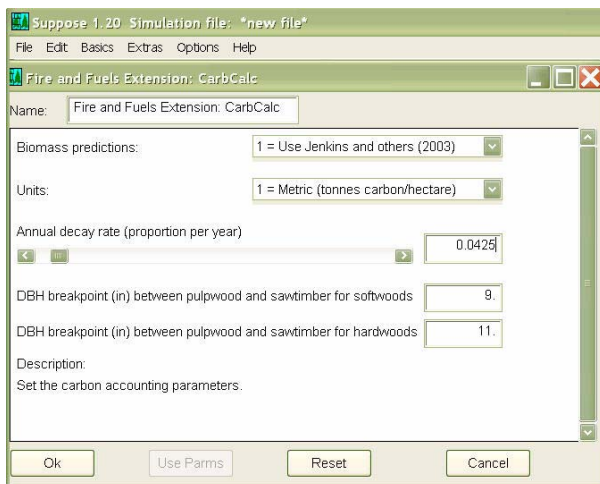 Suppose 1.20 Simulation file: *new file*
File Edit Basics Extras Options Help
Fire and Fuels Extension: CarbCalc
Name: Fire and Fuels Extension: CarbCalc
Biomass predictions: 1 = Use Jenkins and others (2003)
Units: 1 = Metric (tonnes carbon/hectare)
Annual decay rate (proportion per year)
0.0425
DBH breakpoint (in) between pulpwood and sawtimber for softwoods 9.
DBH breakpoint (in) between pulpwood and sawtimber for hardwoods 11.
Description:
Set the carbon accounting parameters.
Ok Use Parms Reset Cancel